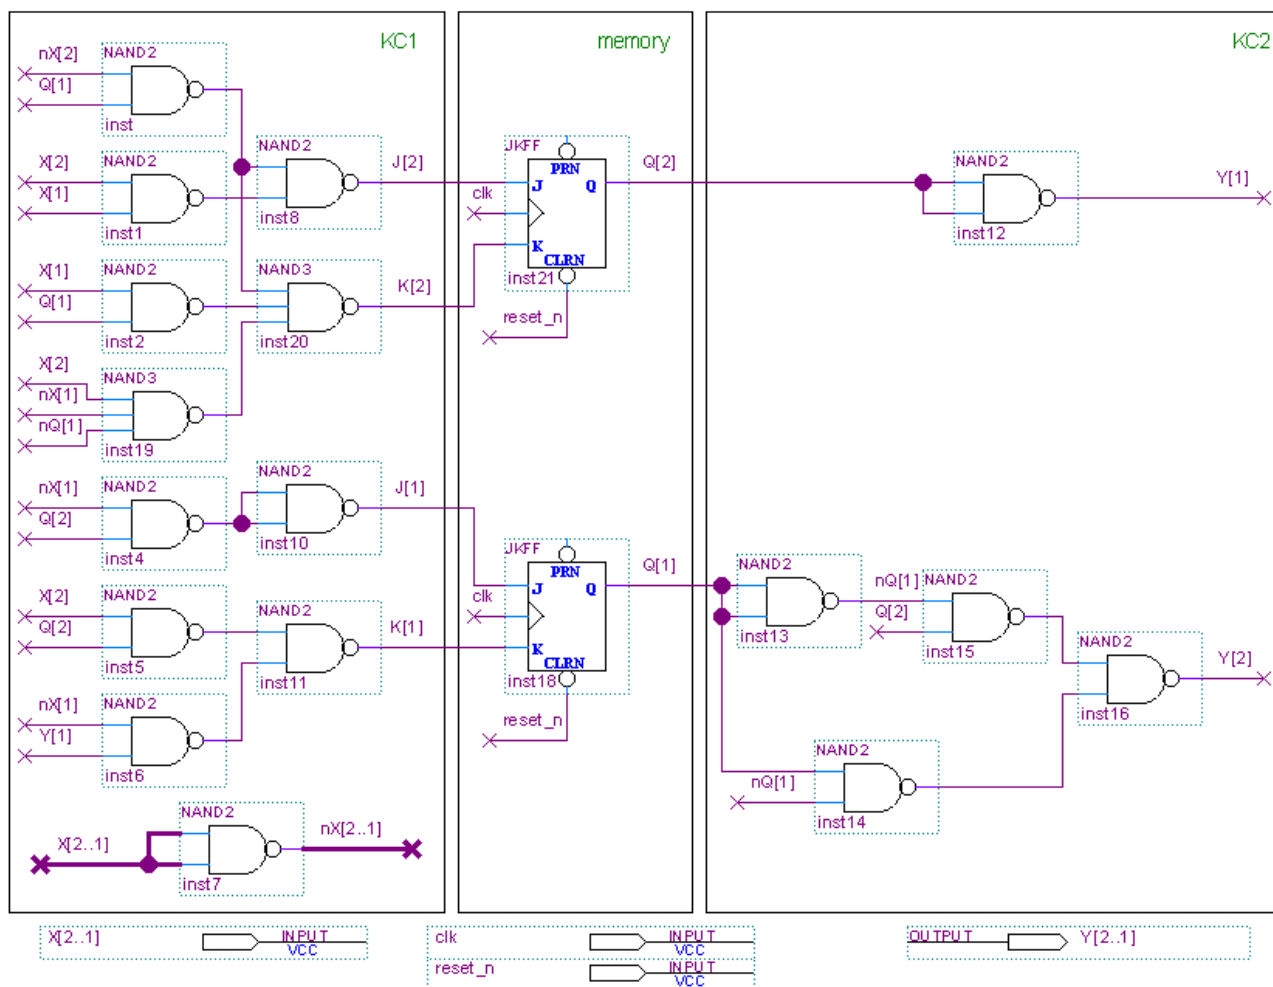 KC1
memory
KC2
nX[2]
Q[1]
NAND2
inst
X[2]
X[1]
NAND2
inst1
NAND2
inst8
J[2]
X[1]
Q[1]
NAND2
inst2
NAND3
inst20
K[2]
X[2]
nX[1]
nQ[1]
NAND3
inst19
nX[1]
Q[2]
NAND2
inst4
NAND2
inst10
J[1]
X[2]
Q[2]
NAND2
inst5
NAND2
inst11
K[1]
nX[1]
Y[1]
NAND2
inst6
X[2..1]
NAND2
inst7
nX[2..1]
JKFF
PRN
J
Q
clk
K
CLRN
inst21
reset_n
Q[2]
JKFF
PRN
J
Q
clk
K
CLRN
inst18
reset_n
Q[1]
NAND2
inst12
Y[1]
NAND2
inst13
nQ[1]
Q[2]
NAND2
inst15
NAND2
inst16
Y[2]
nQ[1]
NAND2
inst14
X[2..1]
INPUT
VCC
clk
INPUT
VCC
reset_n
INPUT
VCC
OUTPUT
Y[2..1]